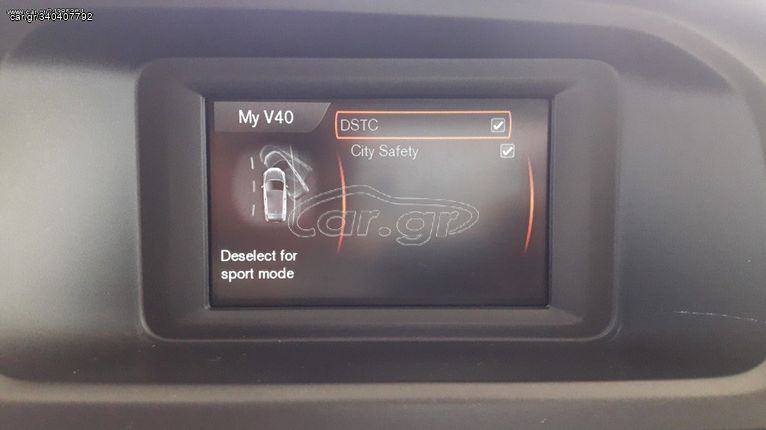 car.gr/340407792
My V40
DSTC
City Safety
car.gr
Deselect for
sport mode